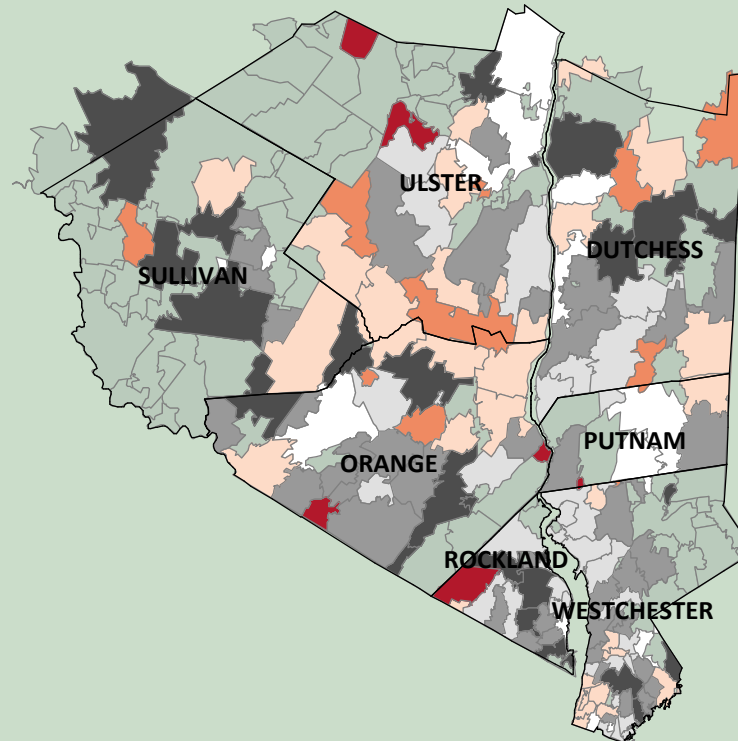 ULSTER
DUTCHESS
SULLIVAN
PUTNAM
ORANGE
ROCKLAND
WESTCHESTER